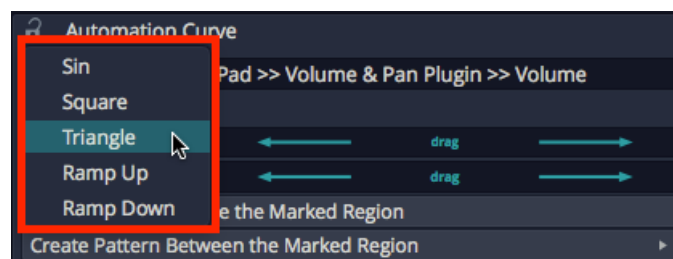 Automation Curve
Sin
Pad >> Volume & Pan Plugin >> Volume
Square
Triangle
drag
Ramp Up
drag
Ramp Down
the Marked Region
Create Pattern Between the Marked Region